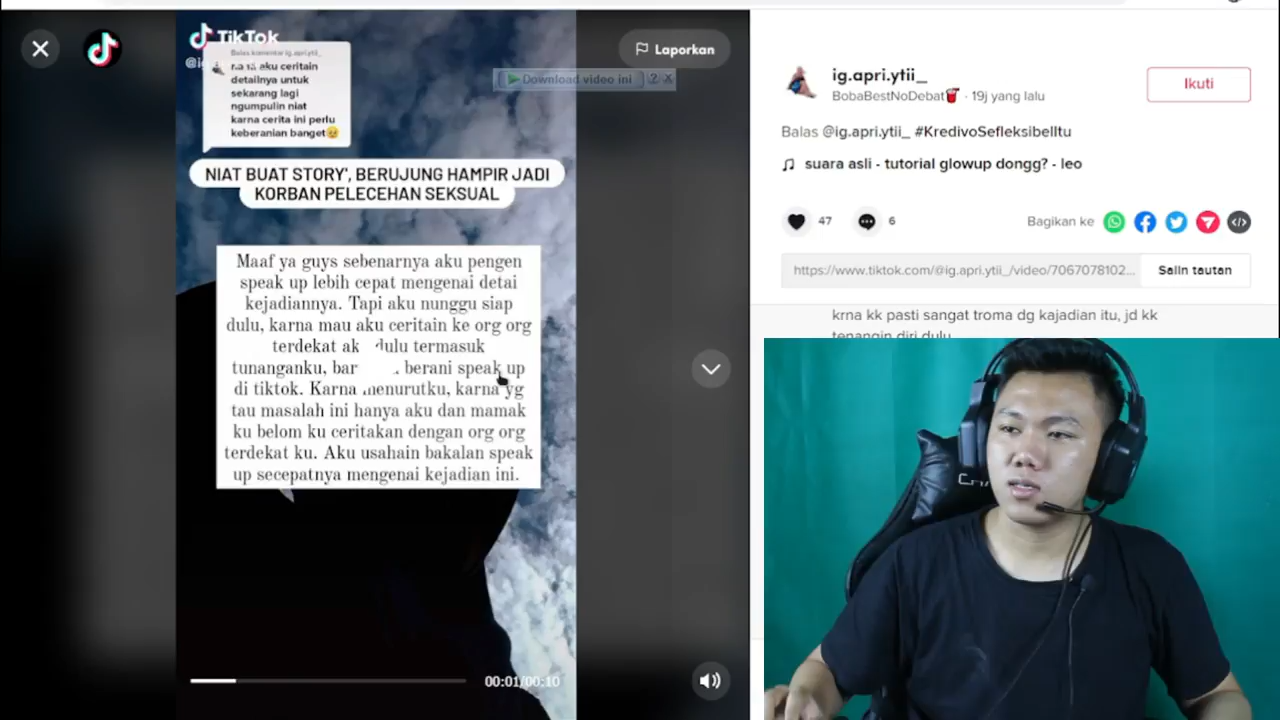 TikTok
Balas komentar ig.apri.ytii_
aku ceritain
detailnya untuk
sekarang lagi
ngumpulin niat
karna cerita ini perlu
keberanian banget🥺
NIAT BUAT STORY', BERUJUNG HAMPIR JADI
KORBAN PELECEHAN SEKSUAL
Maaf ya guys sebenarnya aku pengen
speak up lebih cepat mengenai detai
kejadiannya. Tapi aku nunggu siap
dulu, karna mau aku ceritain ke org org
terdekat ak dulu termasuk
tunanganku, bar berani speak up
di tiktok. Karna menurutku, karna yg
tau masalah ini hanya aku dan mamak
ku belom ku ceritakan dengan org org
terdekat ku. Aku usahain bakalan speak
up secepatnya mengenai kejadian ini.
00:01/00:10
Laporkan
Download video ini ? X
ig.apri.ytii_
BobaBestNoDebat🥤 · 19j yang lalu
Ikuti
Balas @ig.apri.ytii_ #KredivoSefleksibelItu
♫ suara asli - tutorial glowup dongg? - leo
47
6
Bagikan ke
https://www.tiktok.com/@ig.apri.ytii_/video/7067078102...
Salin tautan
krna kk pasti sangat troma dg kajadian itu, jd kk
tenangin diri dulu